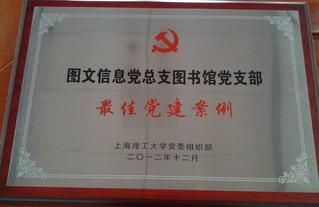 图文信息党总支图书馆党支部
最佳党建案例
上海理工大学党委组织部
二〇一二年十二月